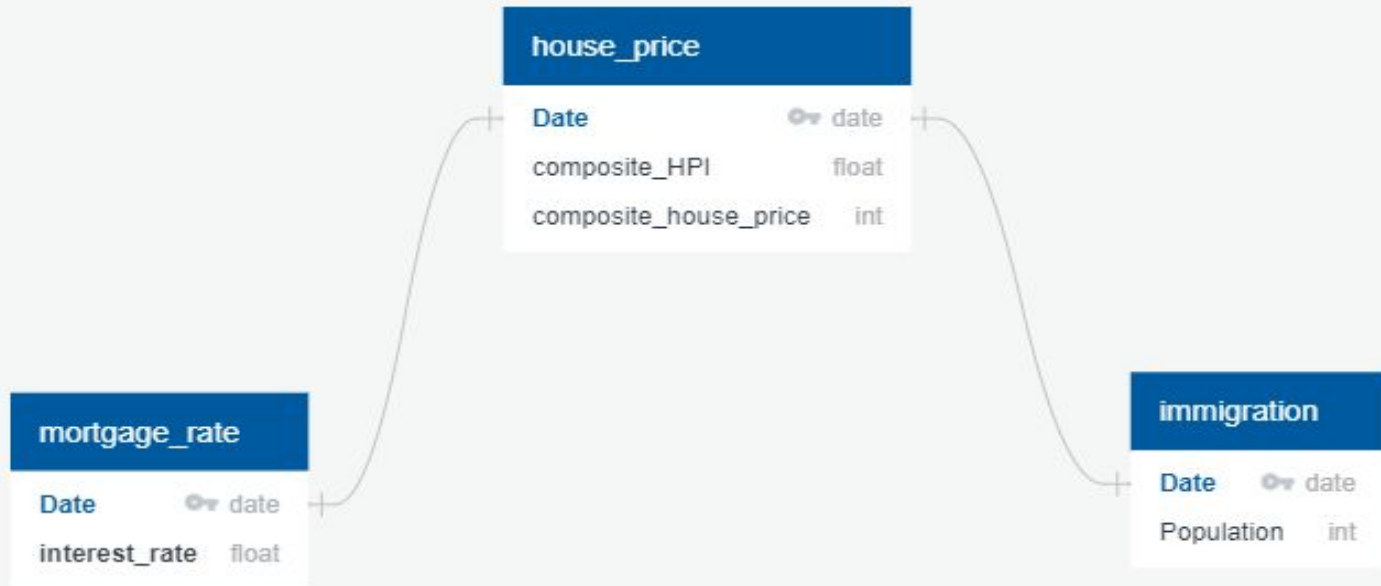 house_price
Date date
composite_HPI float
composite_house_price int
mortgage_rate
Date date
interest_rate float
immigration
Date date
Population int